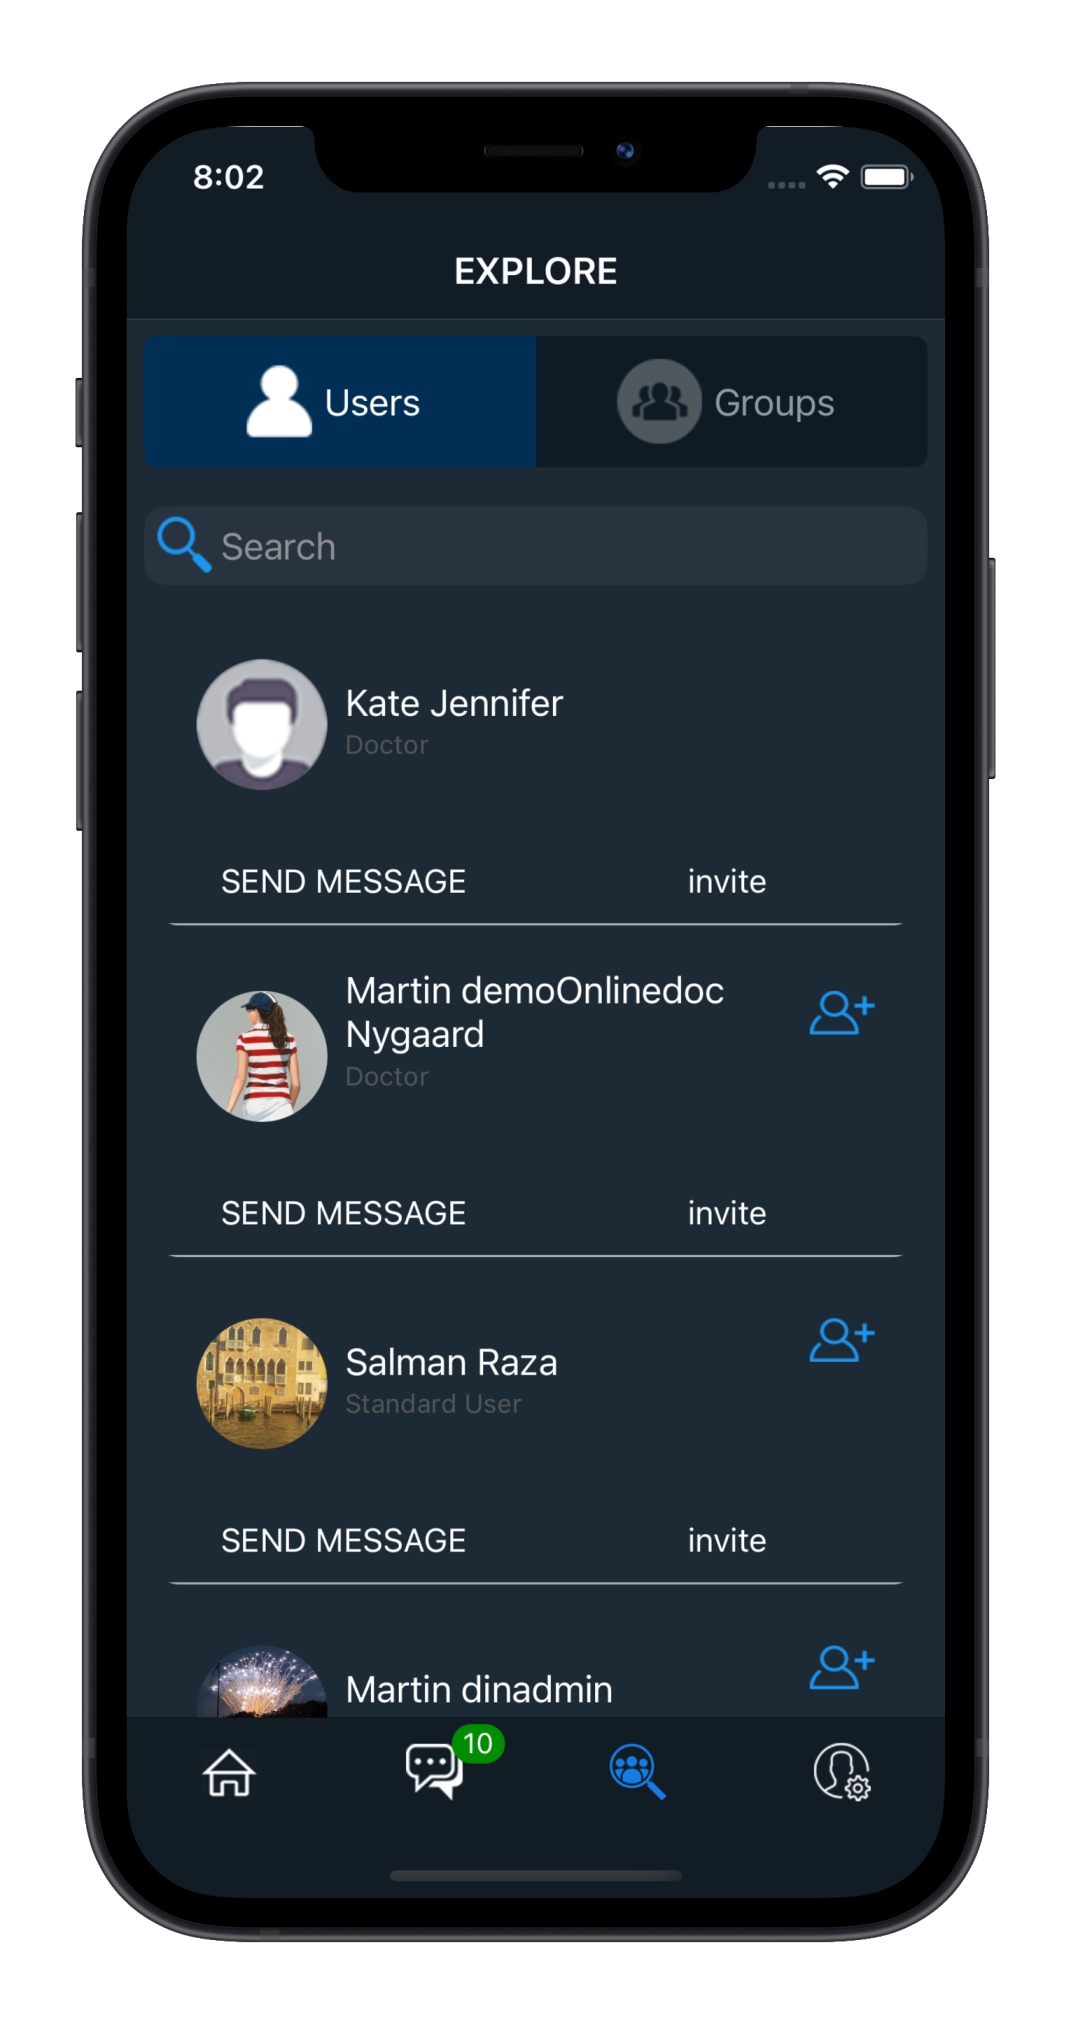 8:02
EXPLORE
Users
Groups
Search
Kate Jennifer
Doctor
SEND MESSAGE
invite
Martin demoOnlinedoc
Nygaard
Doctor
SEND MESSAGE
invite
Salman Raza
Standard User
SEND MESSAGE
invite
Martin dinadmin
10